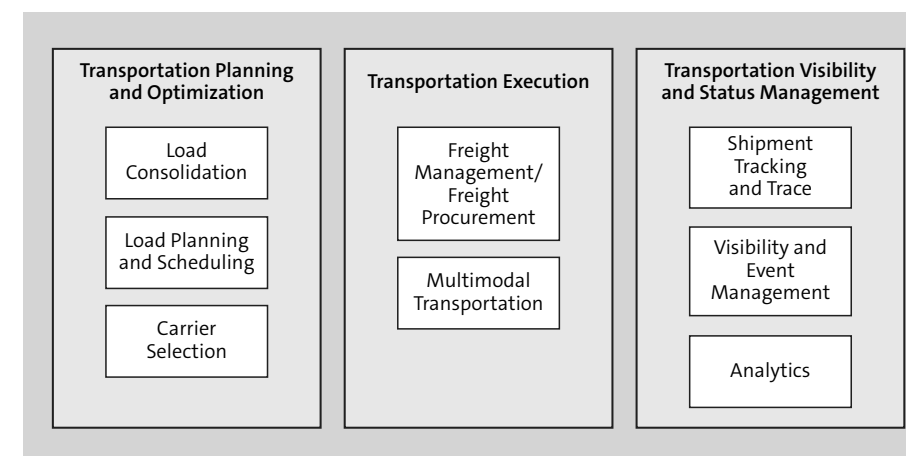 Transportation Planning
and Optimization
Load
Consolidation
Load Planning
and Scheduling
Carrier
Selection
Transportation Execution
Freight
Management/
Freight
Procurement
Multimodal
Transportation
Transportation Visibility
and Status Management
Shipment
Tracking
and Trace
Visibility and
Event
Management
Analytics